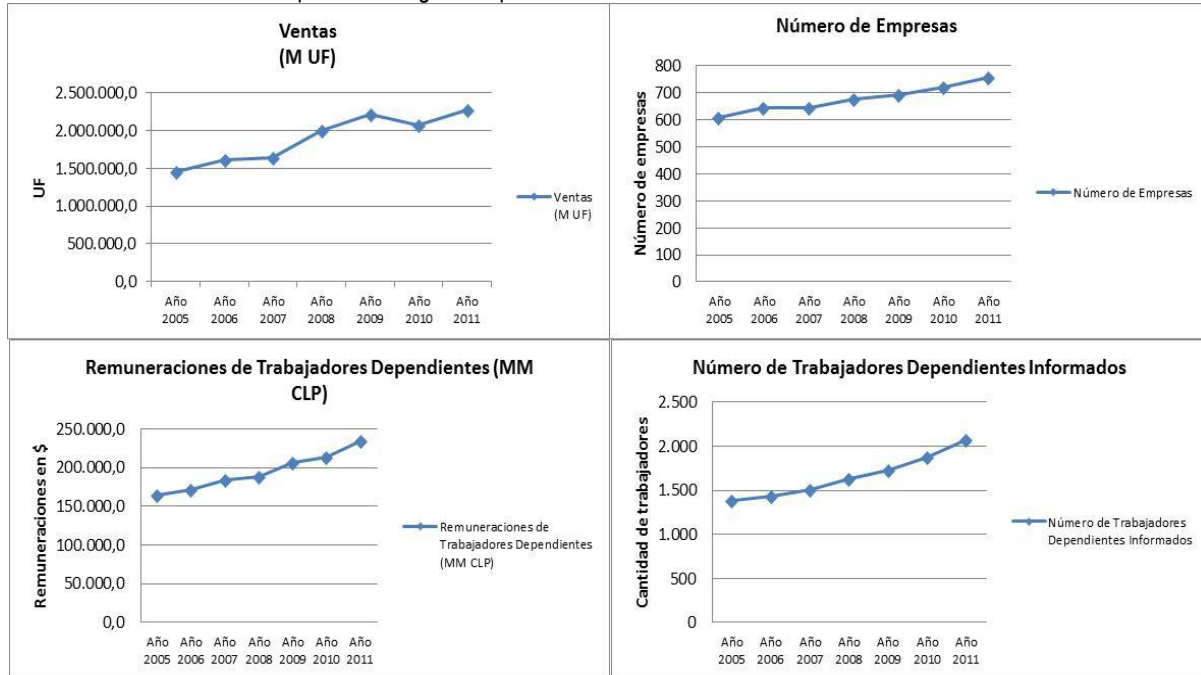 Ventas
(M UF)
2.500.000,0
2.000.000,0
1.500.000,0
1.000.000,0
500.000,0
0,0
UF
Año Año Año Año Año Año Año
2005 2006 2007 2008 2009 2010 2011
Ventas
(M UF)
Número de Empresas
800
700
600
500
400
300
200
100
0
Número de empresas
Año Año Año Año Año Año Año
2005 2006 2007 2008 2009 2010 2011
Número de Empresas
Remuneraciones de Trabajadores Dependientes (MM
CLP)
250.000,0
200.000,0
150.000,0
100.000,0
50.000,0
0,0
Remuneraciones en $
Año Año Año Año Año Año Año
2005 2006 2007 2008 2009 2010 2011
Remuneraciones de
Trabajadores Dependientes
(MM CLP)
Número de Trabajadores Dependientes Informados
2.500
2.000
1.500
1.000
500
0
Cantidad de trabajadores
Año Año Año Año Año Año Año
2005 2006 2007 2008 2009 2010 2011
Número de Trabajadores
Dependientes Informados